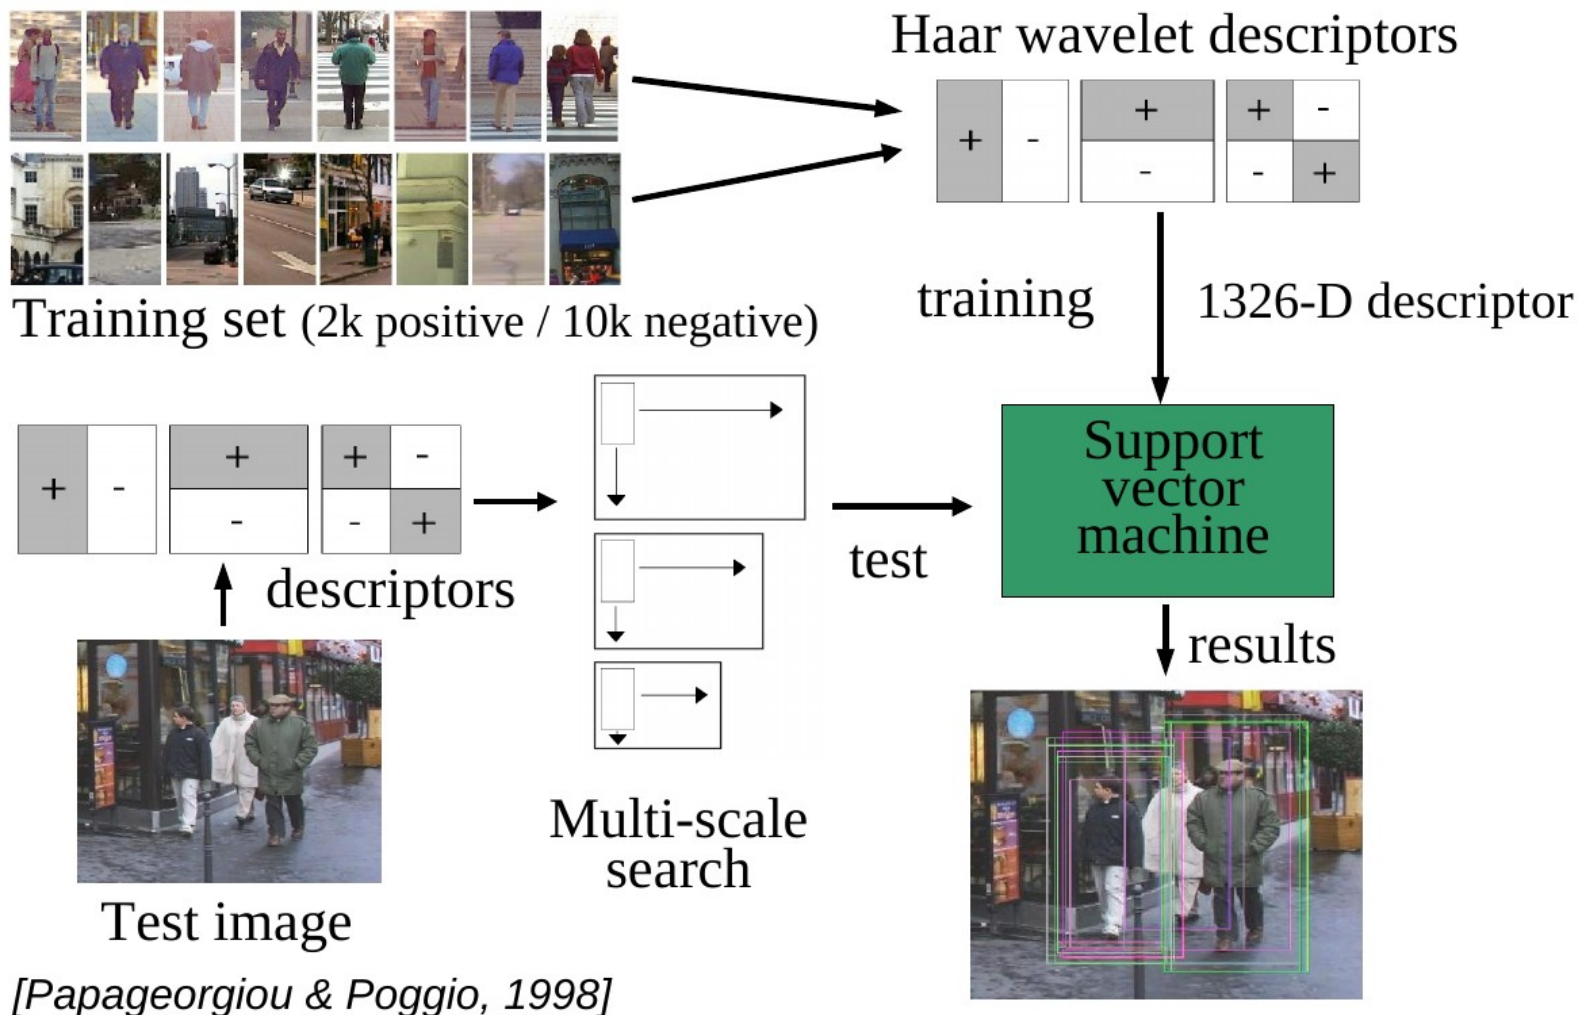 Haar wavelet descriptors
+ - + - + - - +
Training set (2k positive / 10k negative)
training
1326-D descriptor
+ - + - + - - +
descriptors
Test image
Multi-scale
search
test
Support
vector
machine
results
[Papageorgiou & Poggio, 1998]